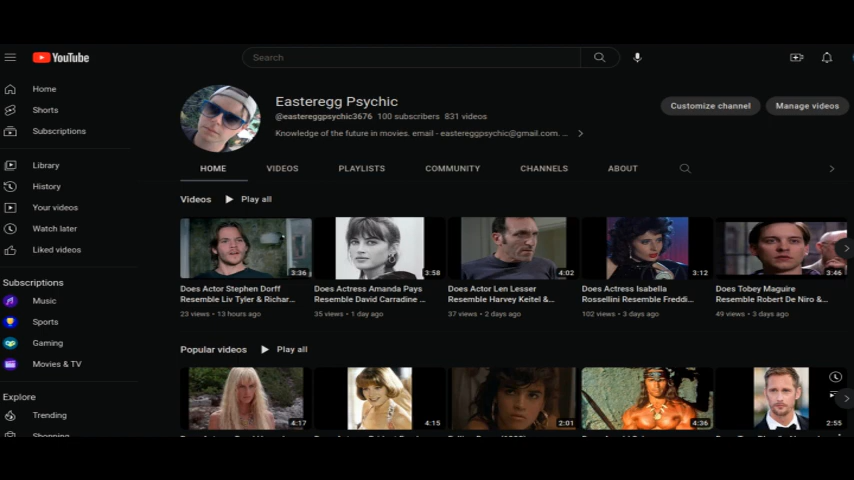 YouTube
Search
Home
Shorts
Subscriptions
Library
History
Your videos
Watch later
Liked videos
Subscriptions
Music
Sports
Gaming
Movies & TV
Explore
Trending
Shopping
Easteregg Psychic
@eastereggpsychic3676 100 subscribers 831 videos
Knowledge of the future in movies. email - eastereggpsychic@gmail.com. ...
Customize channel
Manage videos
HOME VIDEOS PLAYLISTS COMMUNITY CHANNELS ABOUT
Videos Play all
3:36
Does Actor Stephen Dorff
Resemble Liv Tyler & Richar...
23 views • 13 hours ago
3:58
Does Actress Amanda Pays
Resemble David Carradine ...
35 views • 1 day ago
4:02
Does Actor Len Lesser
Resemble Harvey Keitel &...
37 views • 2 days ago
3:12
Does Actress Isabella
Rossellini Resemble Freddi...
102 views • 3 days ago
3:46
Does Tobey Maguire
Resemble Robert De Niro &...
49 views • 3 days ago
Popular videos Play all
4:17
4:15
2:01
4:36
2:55